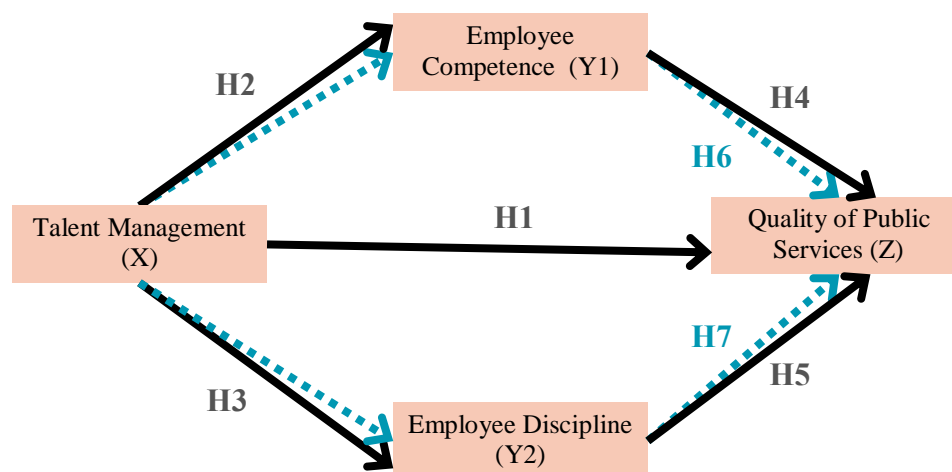 Employee
Competence (Y1)
H2
H4
H6
Talent Management
(X)
H1
Quality of Public
Services (Z)
H7
H3
H5
Employee Discipline
(Y2)